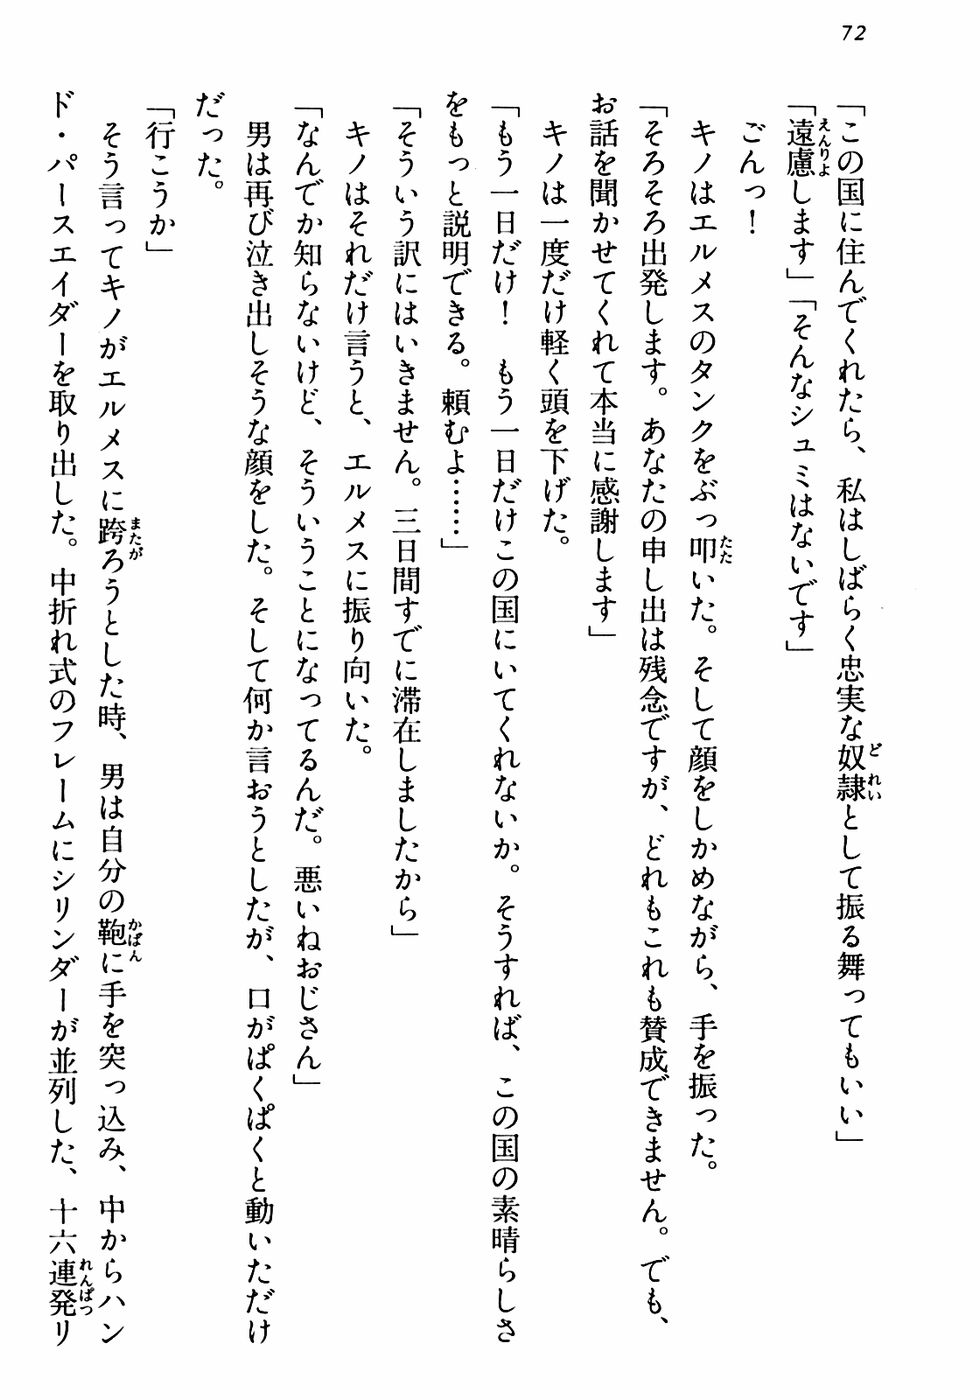 72
「この国に住んでくれたら、私はしばらく忠実な奴隷として振る舞ってもいい」
「遠慮します」「そんなシュミはないです」
ごんっ！
キノはエルメスのタンクをぶっ叩いた。そして顔をしかめながら、手を振った。
「そろそろ出発します。あなたの申し出は残念ですが、どれもこれも賛成できません。でも、
お話を聞かせてくれて本当に感謝します」
キノは一度だけ軽く頭を下げた。
「もう一日だけ！　もう一日だけこの国にいてくれないか。そうすれば、この国の素晴らしさ
をもっと説明できる。頼むよ……」
「そういう訳にはいきません。三日間すでに滞在しましたから」
キノはそれだけ言うと、エルメスに振り向いた。
「なんでか知らないけど、そういうことになってるんだ。悪いねおじさん」
男は再び泣き出しそうな顔をした。そして何か言おうとしたが、口がぱくぱくと動いただけ
だった。
「行こうか」
そう言ってキノがエルメスに跨ろうとした時、男は自分の鞄に手を突っ込み、中からハン
ド・パースエイダーを取り出した。中折れ式のフレームにシリンダーが並列した、十六連発リ